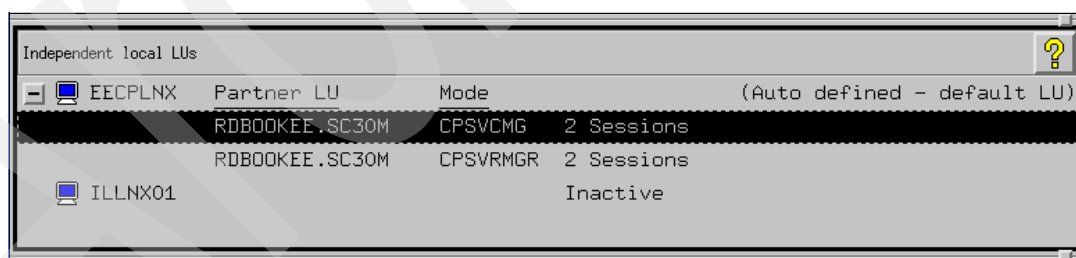 Independent local LUs
EECPLNX Partner LU Mode (Auto defined - default LU)
RDBOOKEE.SC30M CPSVCMG 2 Sessions
RDBOOKEE.SC30M CPSVRMGR 2 Sessions
ILLNX01 Inactive